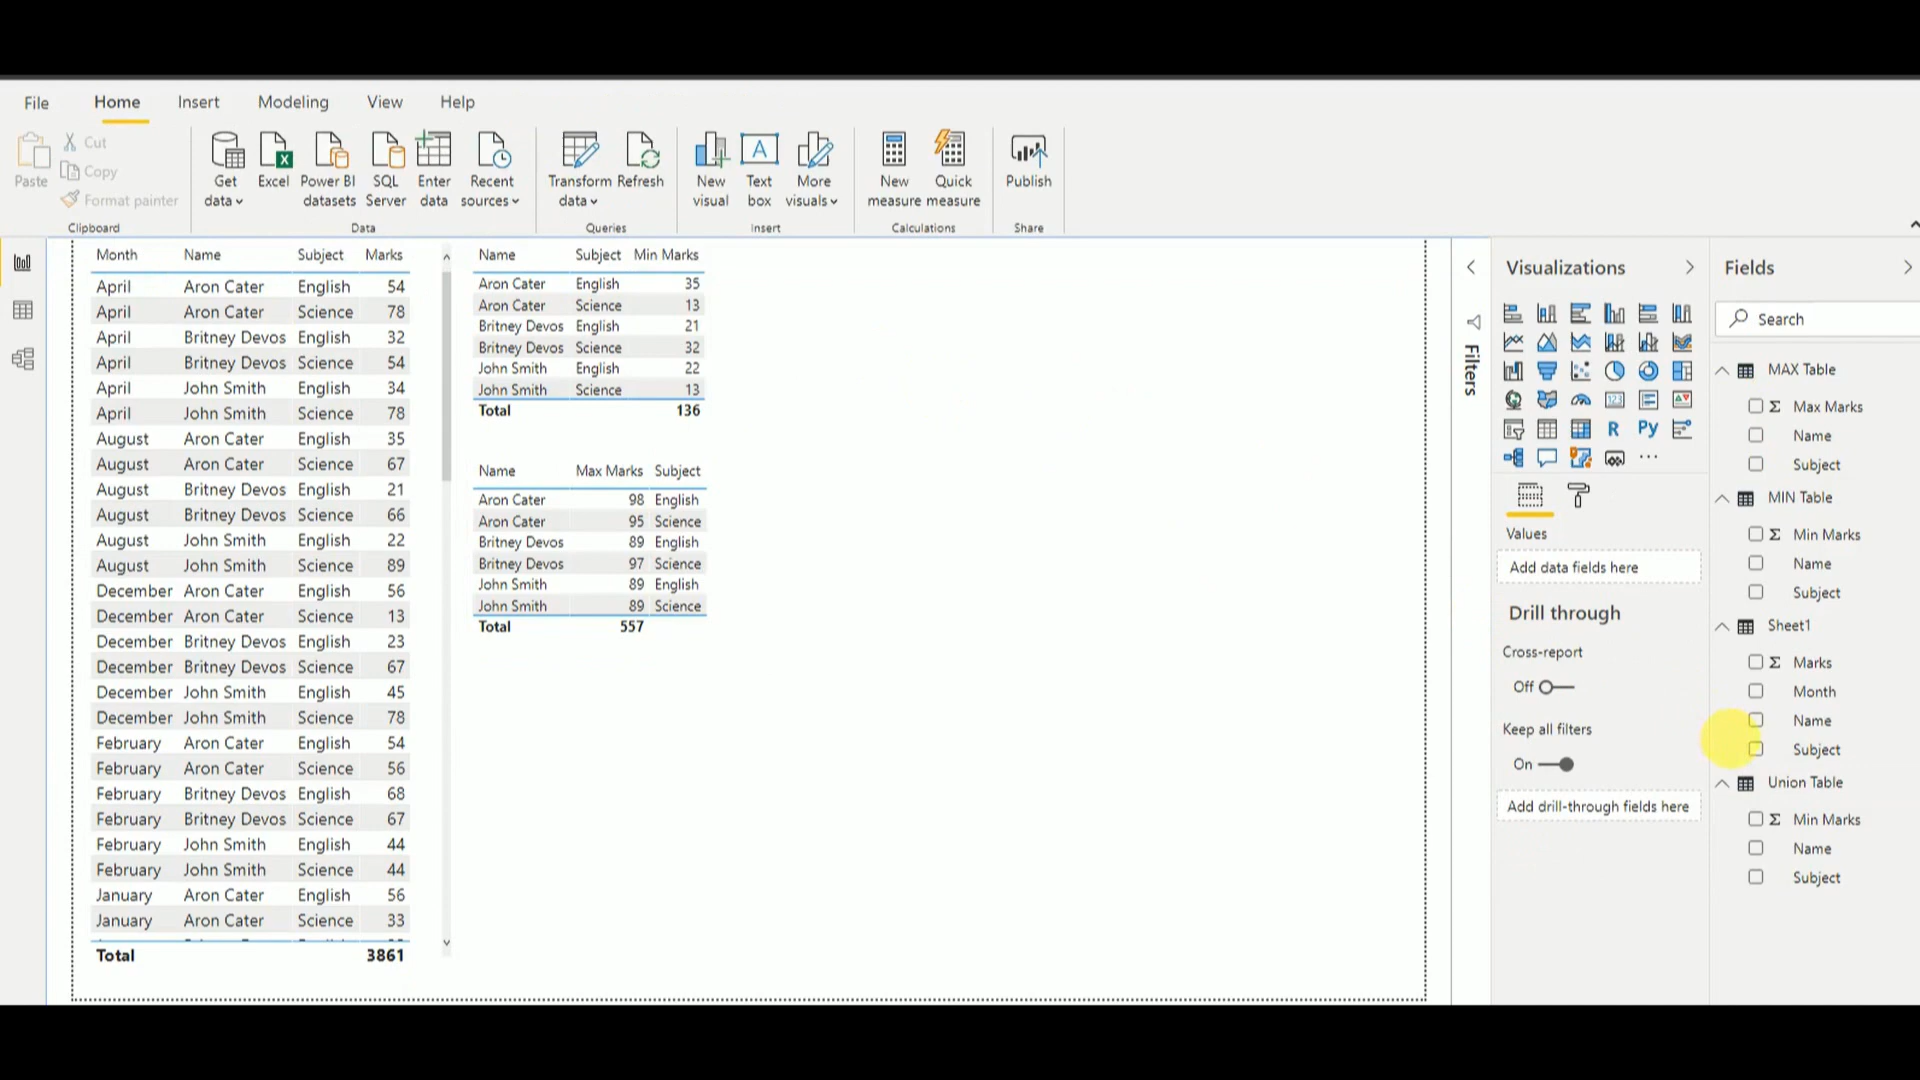 File Home Insert Modeling View Help
Paste
Cut
Copy
Format painter
Clipboard
Get data
Excel
Power BI datasets
SQL Server
Enter data
Recent sources
Data
Transform data
Refresh
Queries
New visual
Text box
More visuals
Insert
New measure
Quick measure
Calculations
Publish
Share
Month Name Subject Marks
April Aron Cater English 54
April Aron Cater Science 78
April Britney Devos English 32
April Britney Devos Science 54
April John Smith English 34
April John Smith Science 78
August Aron Cater English 35
August Aron Cater Science 67
August Britney Devos English 21
August Britney Devos Science 66
August John Smith English 22
August John Smith Science 89
December Aron Cater English 56
December Aron Cater Science 13
December Britney Devos English 23
December Britney Devos Science 67
December John Smith English 45
December John Smith Science 78
February Aron Cater English 54
February Aron Cater Science 56
February Britney Devos English 68
February Britney Devos Science 67
February John Smith English 44
February John Smith Science 44
January Aron Cater English 56
January Aron Cater Science 33
Total 3861
Name Subject Min Marks
Aron Cater English 35
Aron Cater Science 13
Britney Devos English 21
Britney Devos Science 32
John Smith English 22
John Smith Science 13
Total 136
Name Max Marks Subject
Aron Cater 98 English
Aron Cater 95 Science
Britney Devos 89 English
Britney Devos 97 Science
John Smith 89 English
John Smith 89 Science
Total 557
Filters
Visualizations
123
R Py
Values
Add data fields here
Drill through
Cross-report
Off
Keep all filters
On
Add drill-through fields here
Fields
Search
MAX Table
Σ Max Marks
Name
Subject
MIN Table
Σ Min Marks
Name
Subject
Sheet1
Σ Marks
Month
Name
Subject
Union Table
Σ Min Marks
Name
Subject